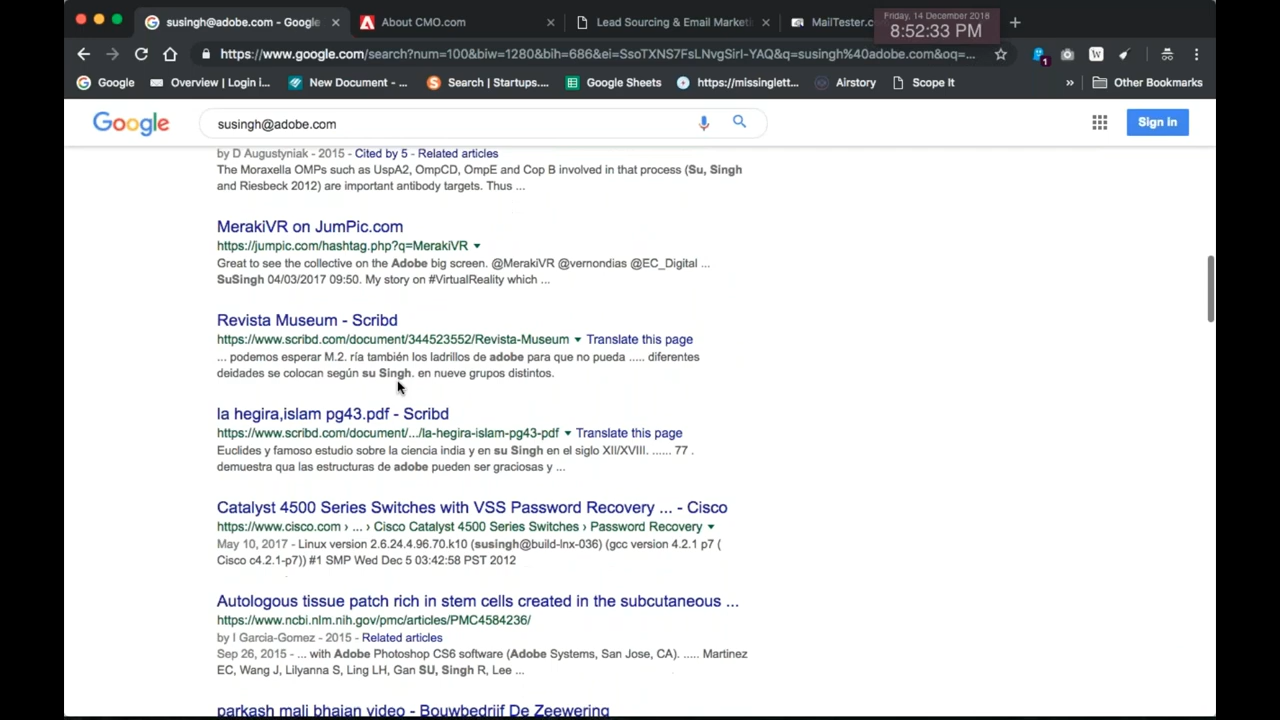 susingh@adobe.com - Google
About CMO.com
Lead Sourcing & Email Marketi
MailTester.c
Friday, 14 December 2018
8:52:33 PM
https://www.google.com/search?num=100&biw=1280&bih=686&ei=SsoTXNS7FsLNvgSirI-YAQ&q=susingh%40adobe.com&oq=...
1
Google
Overview | Login i...
New Document - ...
Search | Startups....
Google Sheets
https://missinglett...
Airstory
Scope It
»
Other Bookmarks
Google
susingh@adobe.com
Sign in
by D Augustyniak - 2015 - Cited by 5 - Related articles
The Moraxella OMPs such as UspA2, OmpCD, OmpE and Cop B involved in that process (Su, Singh
and Riesbeck 2012) are important antibody targets. Thus ...
MerakiVR on JumPic.com
https://jumpic.com/hashtag.php?q=MerakiVR
Great to see the collective on the Adobe big screen. @MerakiVR @vernondias @EC_Digital ...
SuSingh 04/03/2017 09:50. My story on #VirtualReality which ...
Revista Museum - Scribd
https://www.scribd.com/document/344523552/Revista-Museum Translate this page
... podemos esperar M.2. ría también los ladrillos de adobe para que no pueda ..... diferentes
deidades se colocan según su Singh. en nueve grupos distintos.
la hegira,islam pg43.pdf - Scribd
https://www.scribd.com/document/.../la-hegira-islam-pg43-pdf Translate this page
Euclides y famoso estudio sobre la ciencia india y en su Singh en el siglo XII/XVIII. ...... 77 .
demuestra qua las estructuras de adobe pueden ser graciosas y ...
Catalyst 4500 Series Switches with VSS Password Recovery ... - Cisco
https://www.cisco.com › ... › Cisco Catalyst 4500 Series Switches › Password Recovery
May 10, 2017 - Linux version 2.6.24.4.96.70.k10 (susingh@build-lnx-036) (gcc version 4.2.1 p7 (
Cisco c4.2.1-p7)) #1 SMP Wed Dec 5 03:42:58 PST 2012
Autologous tissue patch rich in stem cells created in the subcutaneous ...
https://www.ncbi.nlm.nih.gov/pmc/articles/PMC4584236/
by I Garcia-Gomez - 2015 - Related articles
Sep 26, 2015 - ... with Adobe Photoshop CS6 software (Adobe Systems, San Jose, CA). ..... Martinez
EC, Wang J, Lilyanna S, Ling LH, Gan SU, Singh R, Lee ...
parkash mali bhajan video - Bouwbedrijf De Zeewering